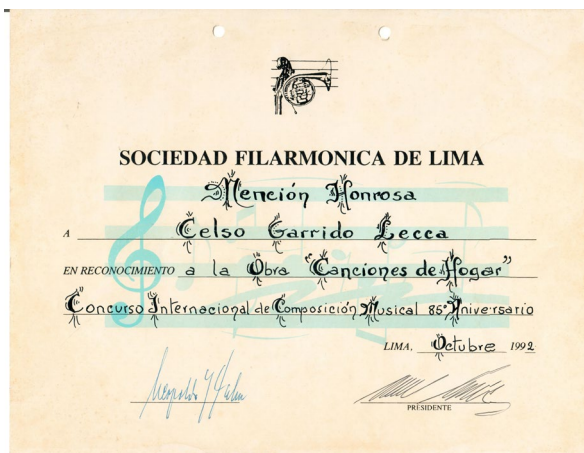 SOCIEDAD FILARMONICA DE LIMA
Mención Honrosa
A Celso Garrido Lecca
EN RECONOCIMIENTO a la Obra "Canciones de Hogar"
Concurso Internacional de Composición Musical 85º Aniversario
LIMA, Octubre 1992
PRESIDENTE